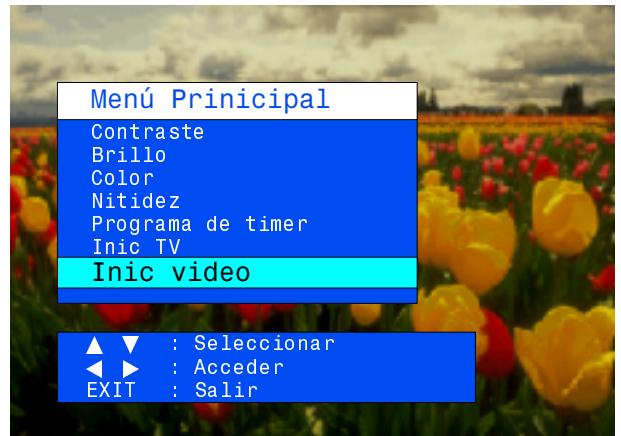 Menú Prinicipal
Contraste
Brillo
Color
Nitidez
Programa de timer
Inic TV
Inic video
▲ ▼ : Seleccionar
◀ ▶ : Acceder
EXIT : Salir